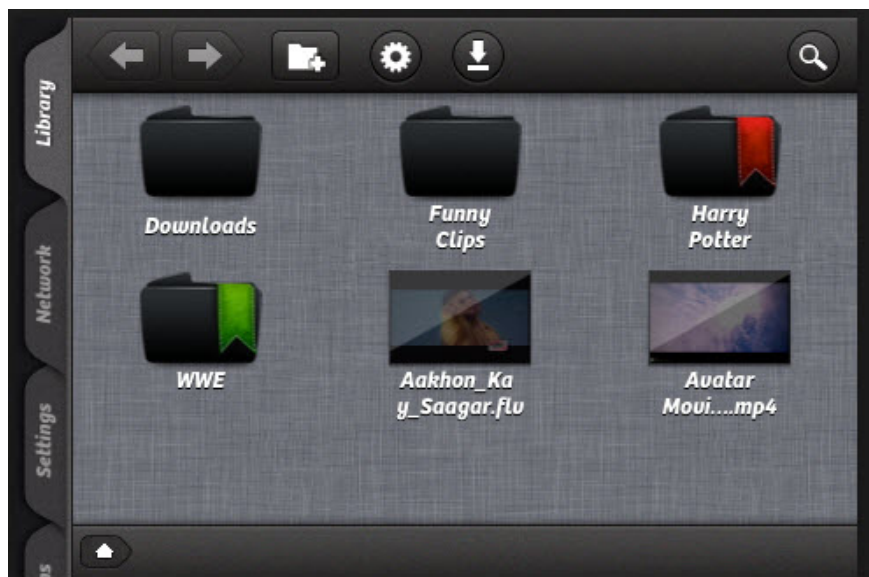 Library
Network
Settings
Downloads
Funny
Clips
Harry
Potter
WWE
Aakhon_Ka
y_Saagar.flv
Avatar
Movi....mp4